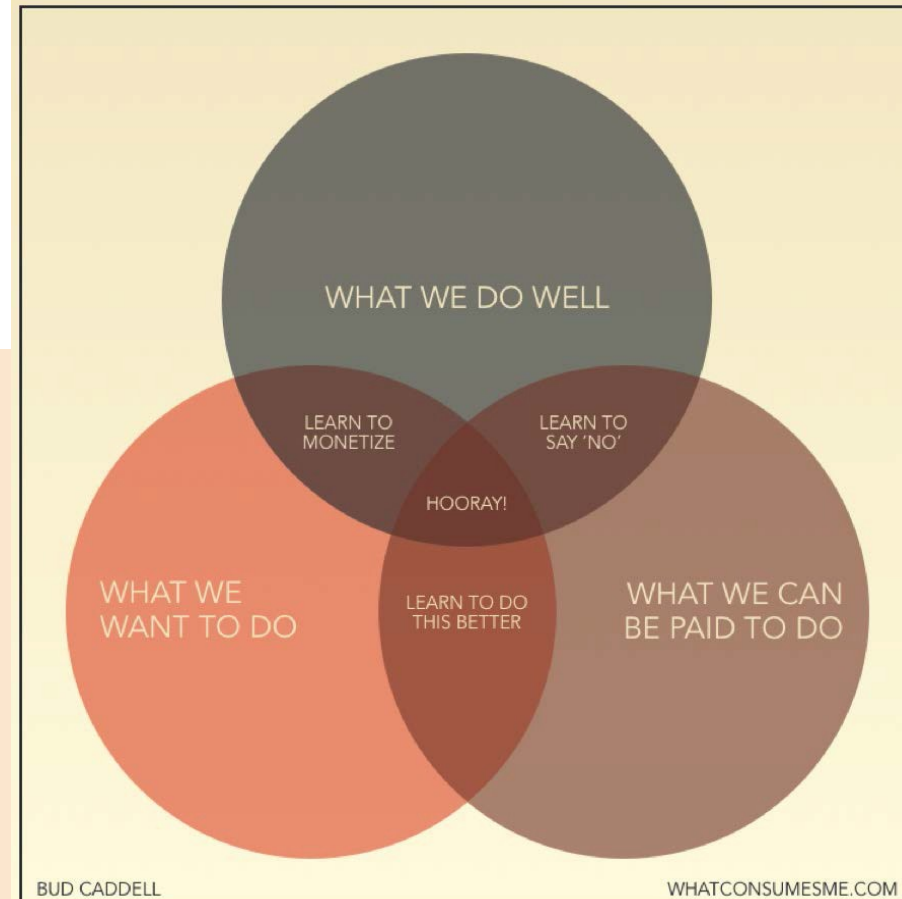 WHAT WE DO WELL
LEARN TO
MONETIZE
LEARN TO
SAY ‘NO’
HOORAY!
WHAT WE
WANT TO DO
LEARN TO DO
THIS BETTER
WHAT WE CAN
BE PAID TO DO
BUD CADDELL
WHATCONSUMESME.COM